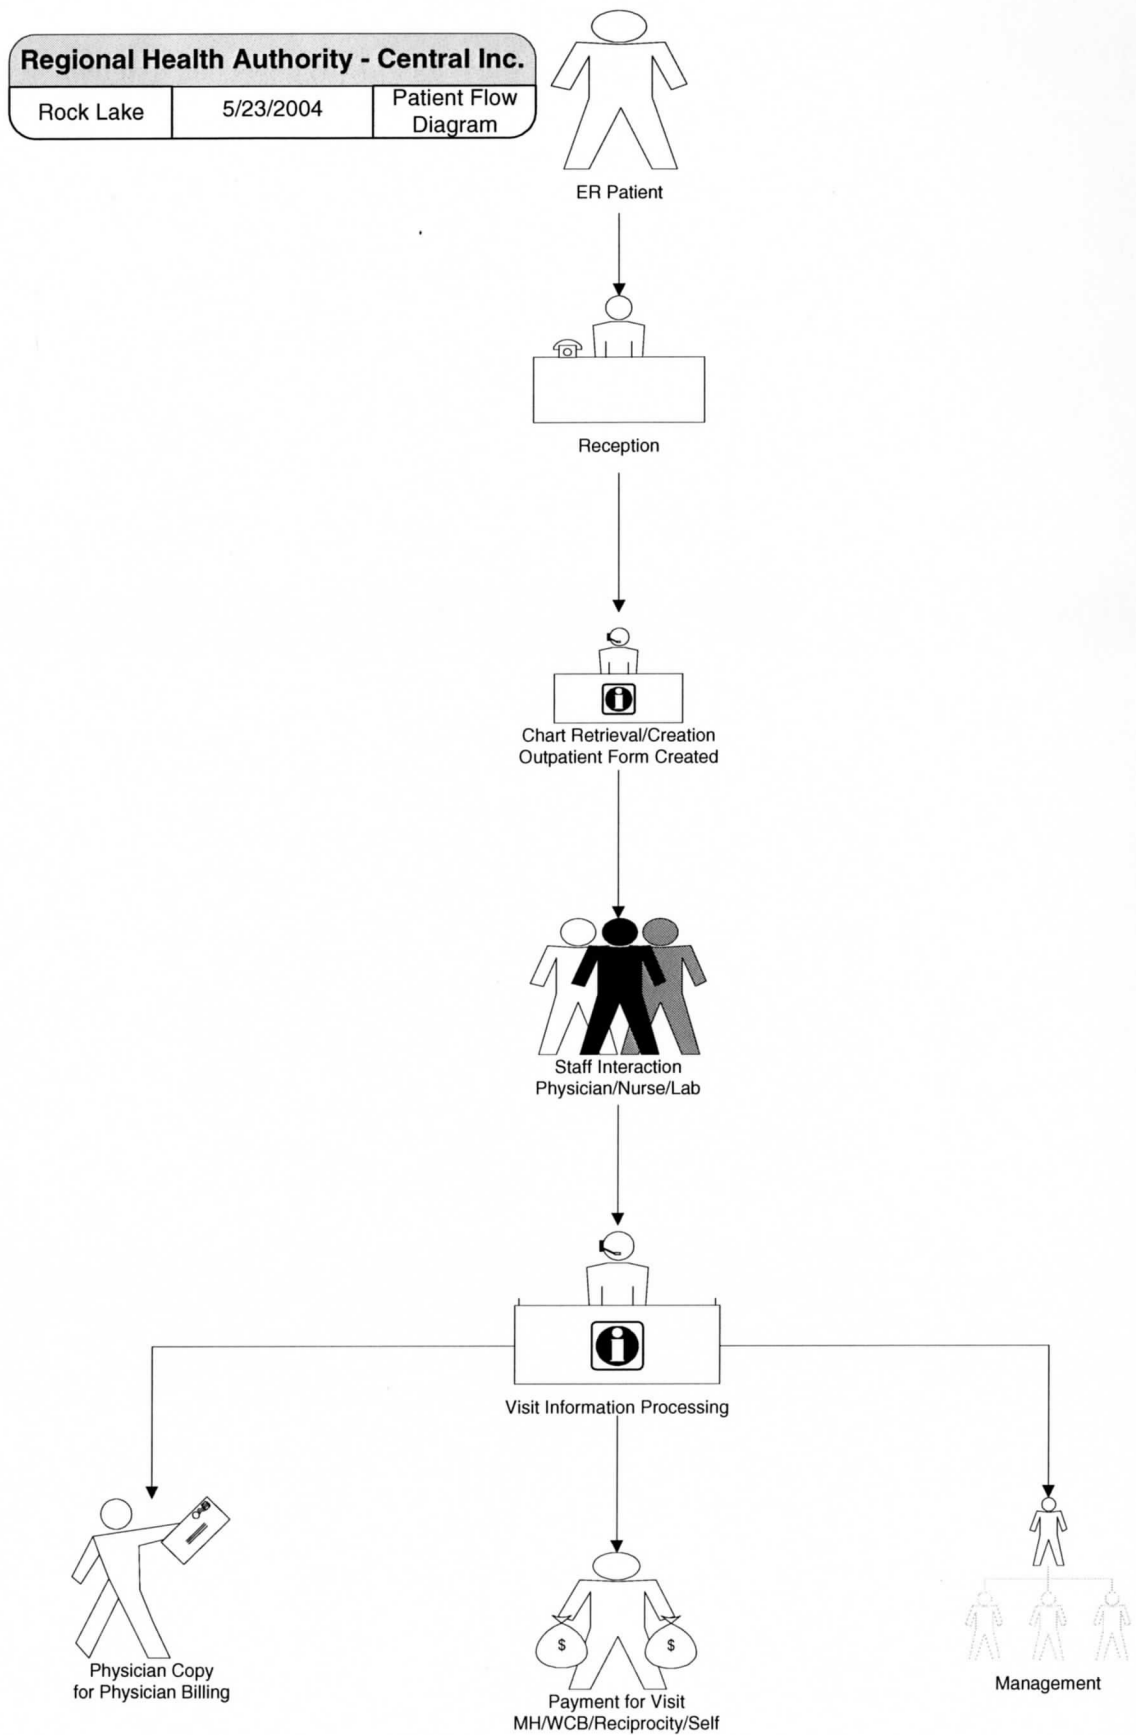 Regional Health Authority - Central Inc.
Rock Lake
5/23/2004
Patient Flow
Diagram
ER Patient
Reception
Chart Retrieval/Creation
Outpatient Form Created
Staff Interaction
Physician/Nurse/Lab
Visit Information Processing
Physician Copy
for Physician Billing
$
$
Payment for Visit
MH/WCB/Reciprocity/Self
Management